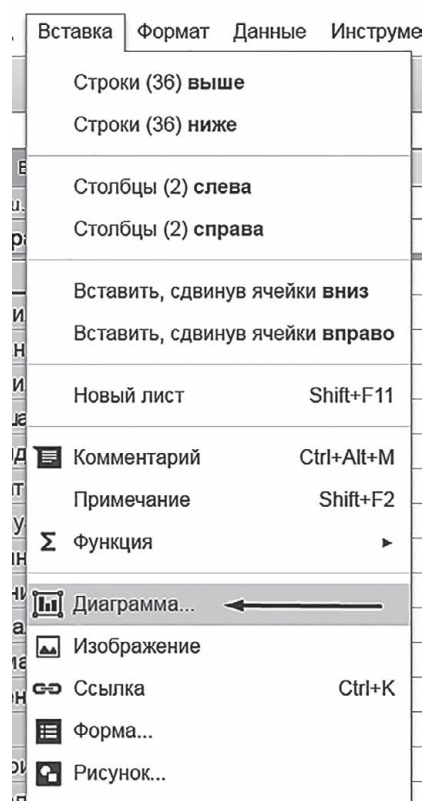 Вставка Формат Данные Инструме
Строки (36) выше
Строки (36) ниже
Столбцы (2) слева
Столбцы (2) справа
Вставить, сдвинув ячейки вниз
Вставить, сдвинув ячейки вправо
Новый лист Shift+F11
Комментарий Ctrl+Alt+M
Примечание Shift+F2
Σ Функция ►
Диаграмма...
Изображение
Ссылка Ctrl+K
Форма...
Рисунок...